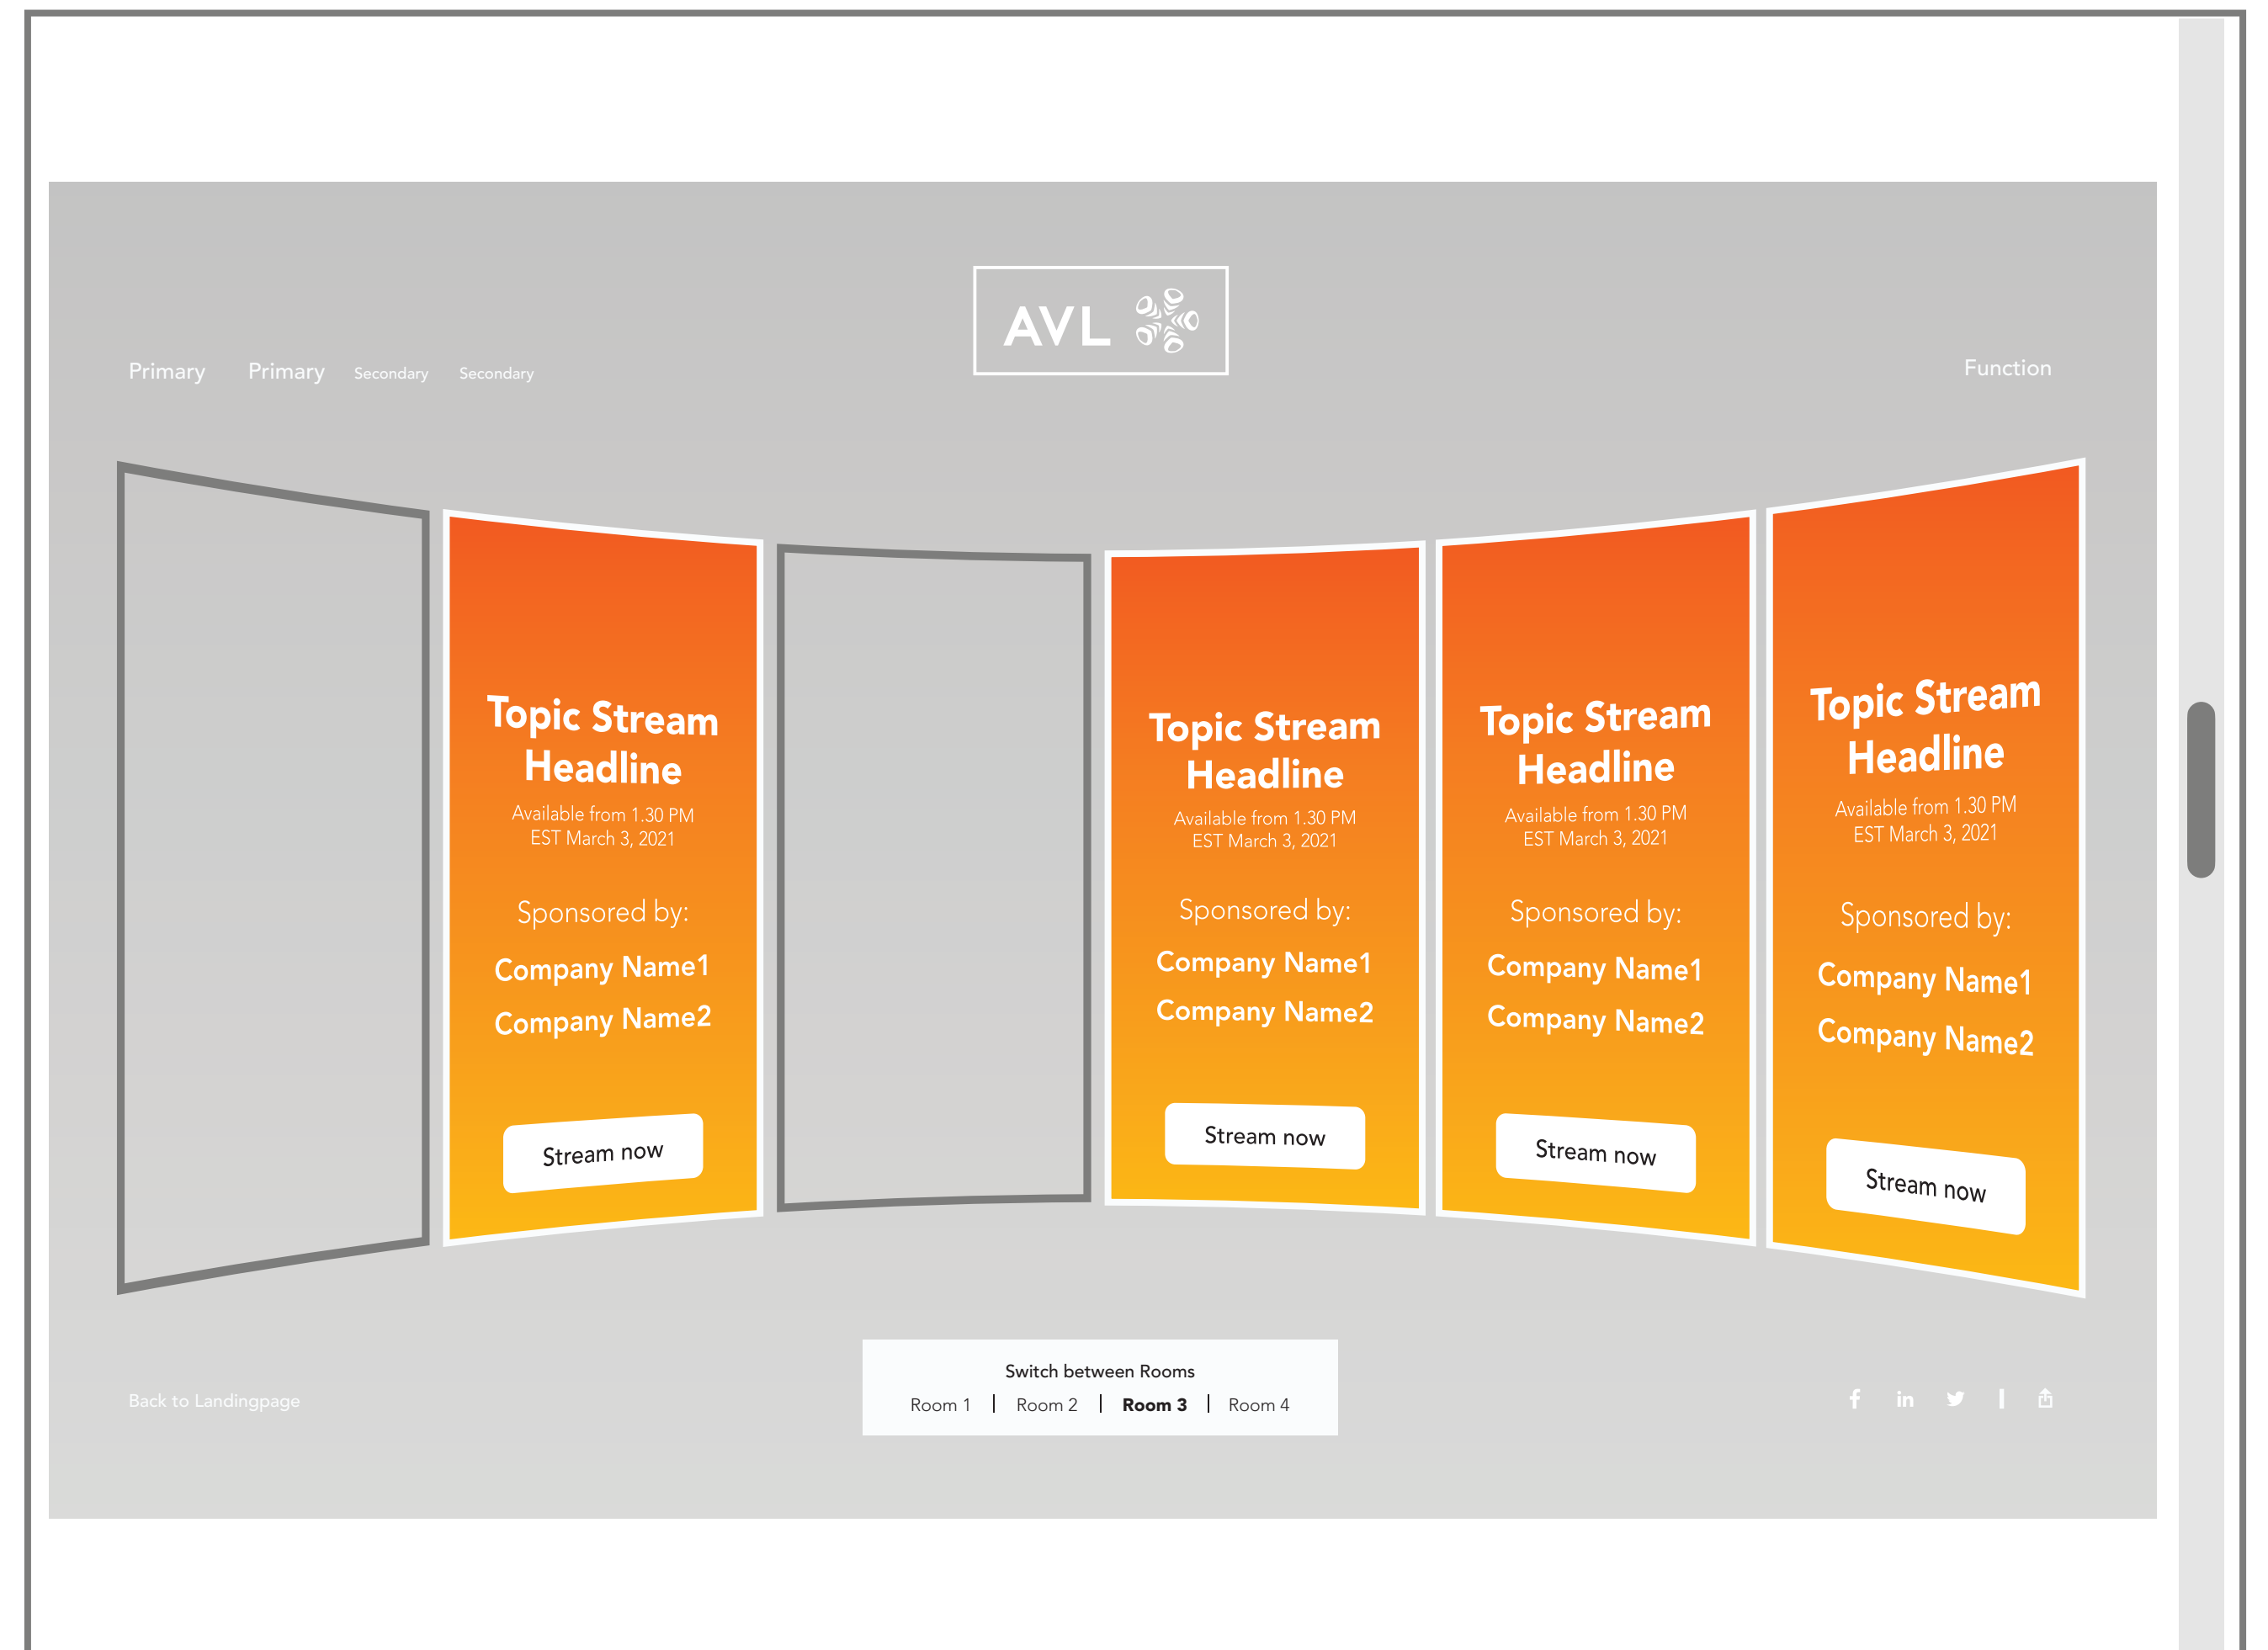 AVL
Primary Primary Secondary Secondary
Function
Topic Stream
Headline
Available from 1.30 PM
EST March 3, 2021
Sponsored by:
Company Name1
Company Name2
Stream now
Topic Stream
Headline
Available from 1.30 PM
EST March 3, 2021
Sponsored by:
Company Name1
Company Name2
Stream now
Topic Stream
Headline
Available from 1.30 PM
EST March 3, 2021
Sponsored by:
Company Name1
Company Name2
Stream now
Topic Stream
Headline
Available from 1.30 PM
EST March 3, 2021
Sponsored by:
Company Name1
Company Name2
Stream now
Back to Landingpage
Switch between Rooms
Room 1 | Room 2 | Room 3 | Room 4
f in |